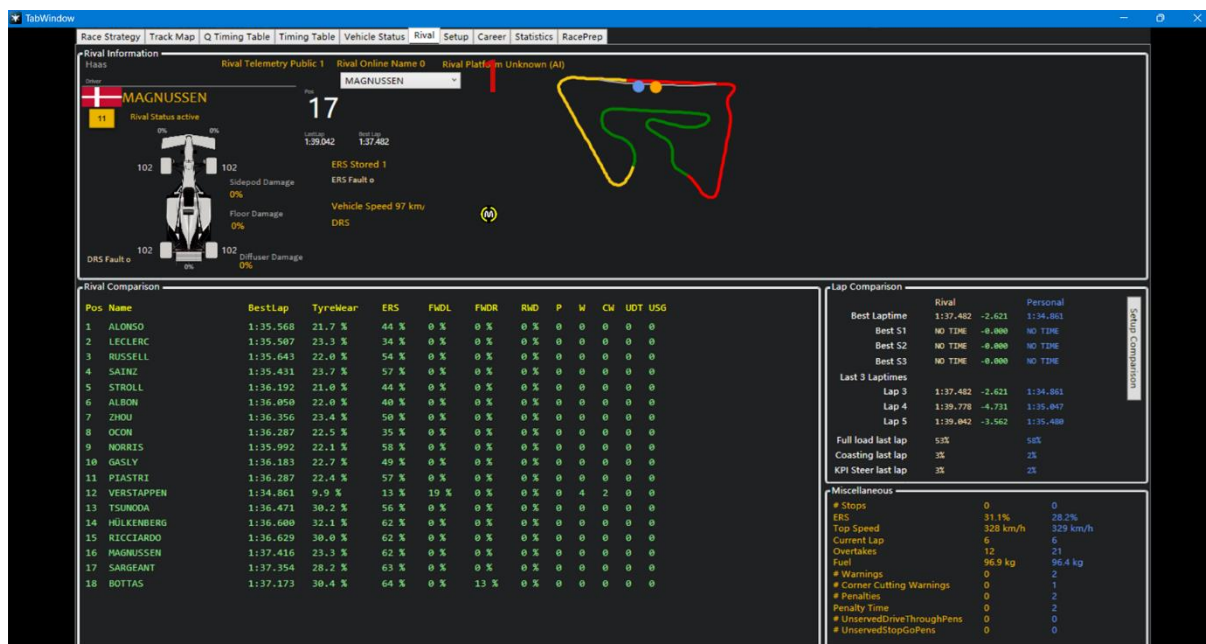 TabWindow
Race Strategy Track Map Q Timing Table Timing Table Vehicle Status Rival Setup Career Statistics RacePrep
Rival Information
Haas Rival Telemetry Public 1 Rival Online Name 0 Rival Platform Unknown (AI)
Driver MAGNUSSEN
MAGNUSSEN Pos
17
11 Rival Status active
0% 0% LastLap Best Lap
1:39.042 1:37.482
102 102 ERS Stored 1
Sidepod Damage ERS Fault o
0%
Vehicle Speed 97 km/
Floor Damage (M)
0% DRS
102 102
DRS Fault o Diffuser Damage
0% 0%
Rival Comparison
Pos Name BestLap TyreWear ERS FWDL FWDR RWD P W CW UDT USG
1 ALONSO 1:35.568 21.7 % 44 % 0 % 0 % 0 % 0 0 0 0 0
2 LECLERC 1:35.507 23.3 % 34 % 0 % 0 % 0 % 0 0 0 0 0
3 RUSSELL 1:35.643 22.0 % 54 % 0 % 0 % 0 % 0 0 0 0 0
4 SAINZ 1:35.431 23.7 % 57 % 0 % 0 % 0 % 0 0 0 0 0
5 STROLL 1:36.192 21.0 % 44 % 0 % 0 % 0 % 0 0 0 0 0
6 ALBON 1:36.050 22.0 % 40 % 0 % 0 % 0 % 0 0 0 0 0
7 ZHOU 1:36.356 23.4 % 50 % 0 % 0 % 0 % 0 0 0 0 0
8 OCON 1:36.287 22.5 % 35 % 0 % 0 % 0 % 0 0 0 0 0
9 NORRIS 1:35.992 22.1 % 58 % 0 % 0 % 0 % 0 0 0 0 0
10 GASLY 1:36.183 22.7 % 49 % 0 % 0 % 0 % 0 0 0 0 0
11 PIASTRI 1:36.287 22.4 % 57 % 0 % 0 % 0 % 0 0 0 0 0
12 VERSTAPPEN 1:34.861 9.9 % 13 % 19 % 0 % 0 % 0 4 2 0 0
13 TSUNODA 1:36.471 30.2 % 56 % 0 % 0 % 0 % 0 0 0 0 0
14 HÜLKENBERG 1:36.600 32.1 % 62 % 0 % 0 % 0 % 0 0 0 0 0
15 RICCIARDO 1:36.629 30.0 % 62 % 0 % 0 % 0 % 0 0 0 0 0
16 MAGNUSSEN 1:37.416 23.3 % 62 % 0 % 0 % 0 % 0 0 0 0 0
17 SARGEANT 1:37.354 28.2 % 63 % 0 % 0 % 0 % 0 0 0 0 0
18 BOTTAS 1:37.173 30.4 % 64 % 0 % 13 % 0 % 0 0 0 0 0
Lap Comparison
Rival Personal
Best Laptime 1:37.482 -2.621 1:34.861
Best S1 NO TIME -0.000 NO TIME
Best S2 NO TIME -0.000 NO TIME
Best S3 NO TIME -0.000 NO TIME
Last 3 Laptimes
Lap 3 1:37.482 -2.621 1:34.861
Lap 4 1:39.778 -4.731 1:35.047
Lap 5 1:39.042 -3.562 1:35.480
Full load last lap 53% 58%
Coasting last lap 3% 2%
KPI Steer last lap 3% 2%
Setup Comparison
Miscellaneous
# Stops 0 0
ERS 31.1% 28.2%
Top Speed 328 km/h 329 km/h
Current Lap 6 6
Overtakes 12 21
Fuel 96.9 kg 96.4 kg
# Warnings 0 2
# Corner Cutting Warnings 0 1
# Penalties 0 2
Penalty Time 0 2
# UnservedDriveThroughPens 0 0
# UnservedStopGoPens 0 0